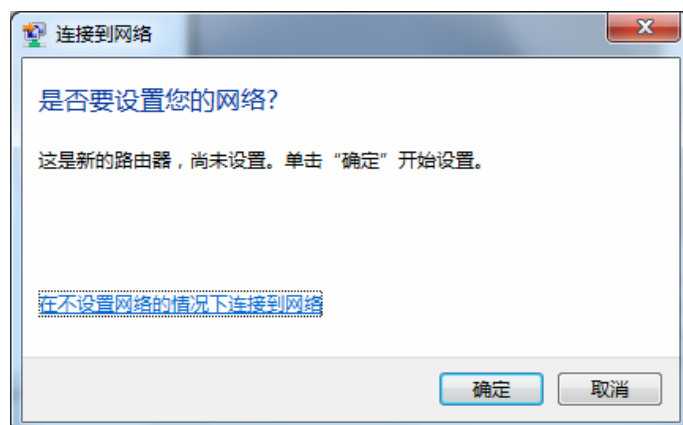 连接到网络
是否要设置您的网络?
这是新的路由器，尚未设置。单击“确定”开始设置。
在不设置网络的情况下连接到网络
确定
取消